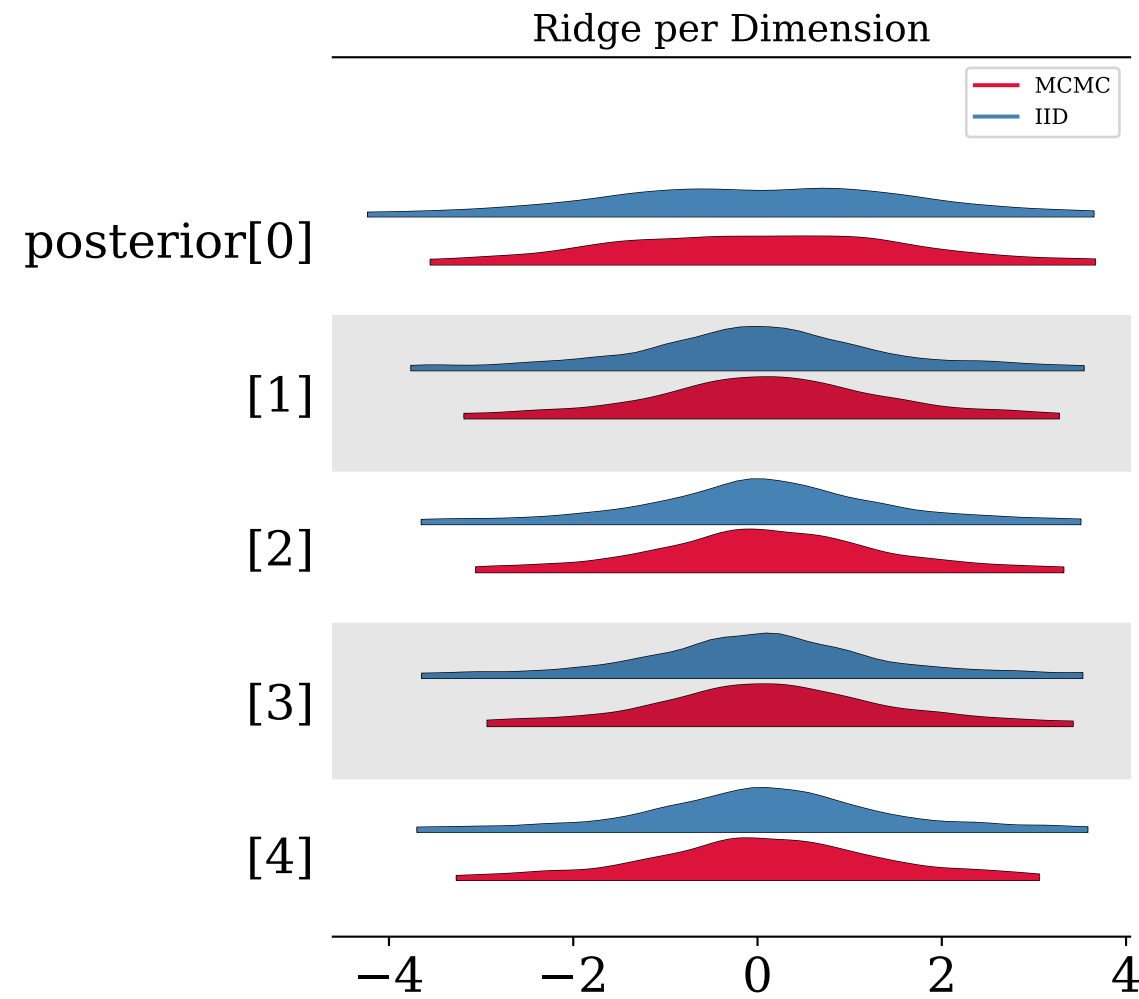 Ridge per Dimension
MCMC
IID
posterior[0]
[1]
[2]
[3]
[4]
−4 −2 0 2 4